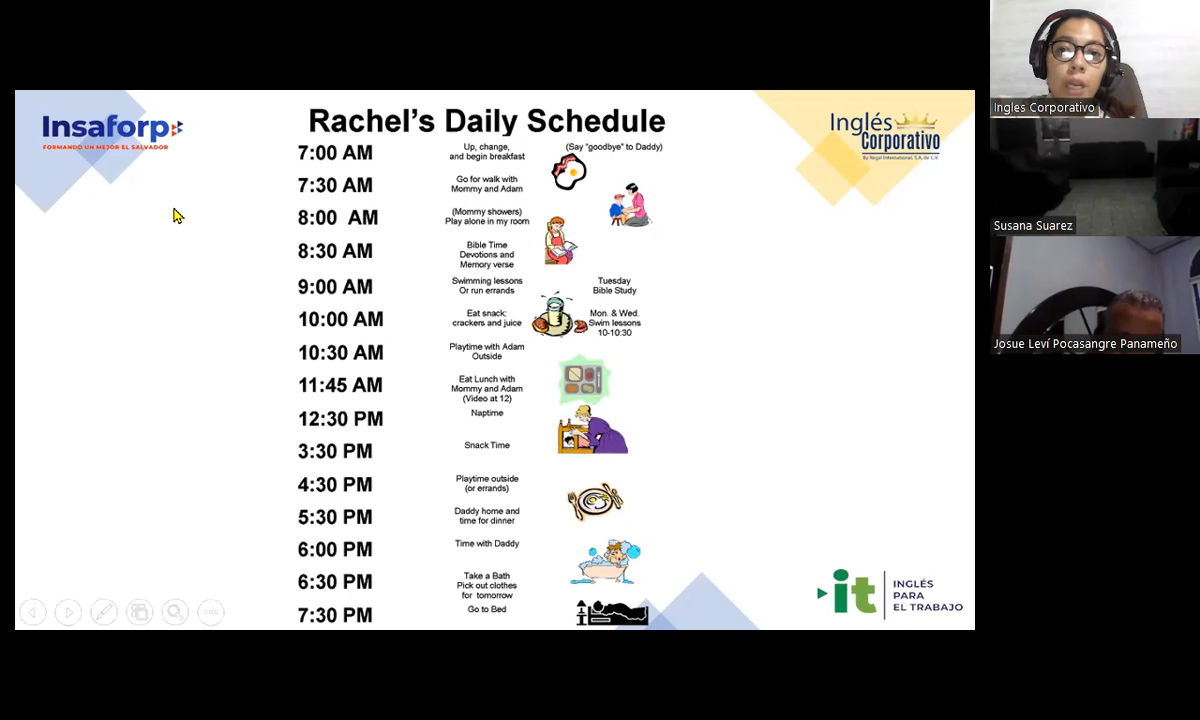 Insaforp
FORMANDO UN MEJOR EL SALVADOR
Rachel's Daily Schedule
Inglés
Corporativo
By Regal International, S.A. de C.V.
7:00 AM
Up, change,
and begin breakfast
(Say "goodbye" to Daddy)
7:30 AM
Go for walk with
Mommy and Adam
8:00 AM
(Mommy showers)
Play alone in my room
8:30 AM
Bible Time
Devotions and
Memory verse
9:00 AM
Swimming lessons
Or run errands
Tuesday
Bible Study
10:00 AM
Eat snack:
crackers and juice
Mon. & Wed.
Swim lessons
10-10:30
10:30 AM
Playtime with Adam
Outside
11:45 AM
Eat Lunch with
Mommy and Adam
(Video at 12)
12:30 PM
Naptime
3:30 PM
Snack Time
4:30 PM
Playtime outside
(or errands)
5:30 PM
Daddy home and
time for dinner
6:00 PM
Time with Daddy
6:30 PM
Take a Bath
Pick out clothes
for tomorrow
7:30 PM
Go to Bed
it
INGLÉS
PARA
EL TRABAJO
Ingles Corporativo
Susana Suarez
Josue Leví Pocasangre Panameño